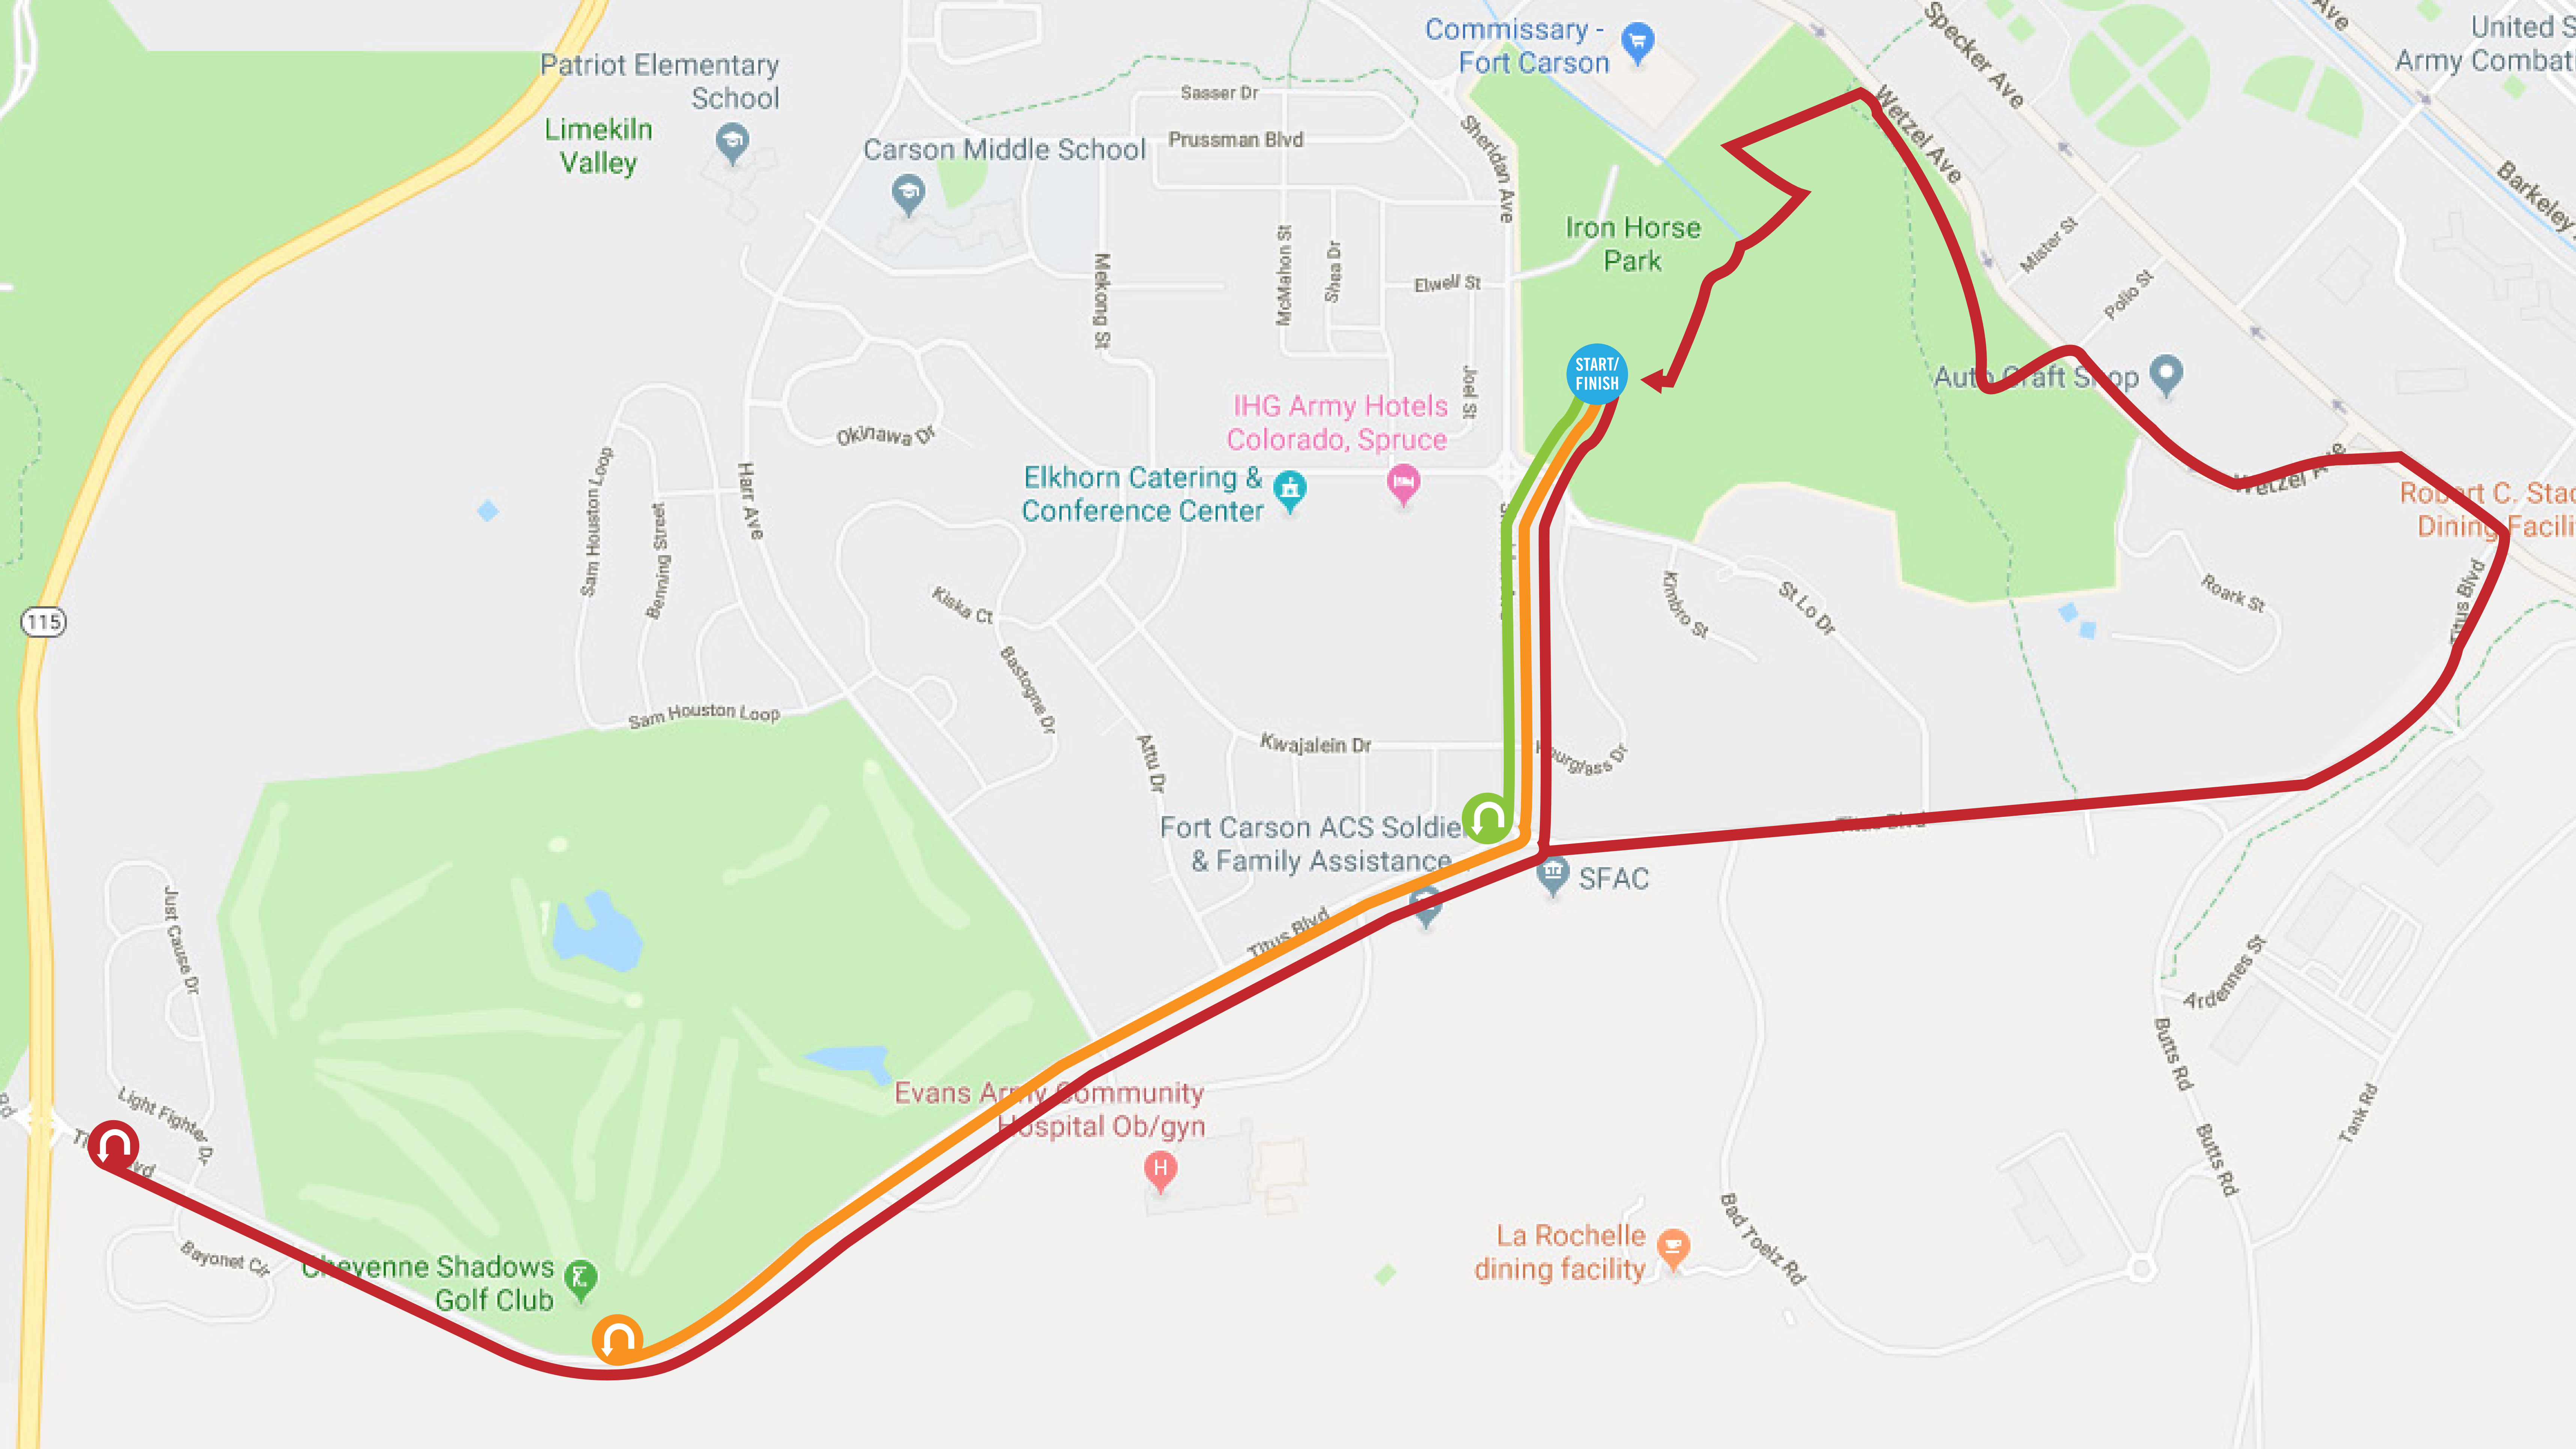 Commissary -
Fort Carson
Specker Ave
Ave
United S
Army Combat
Patriot Elementary
School
Limekiln
Valley
Sasser Dr
Wetzel Ave
Carson Middle School
Prussman Blvd
Sheridan Ave
Barkeley
Iron Horse
Park
Mister St
McMahon St
Shea Dr
Mekong St
Elwell St
Polio St
START/
FINISH
Auto Craft Shop
Joel St
IHG Army Hotels
Colorado, Spruce
Okinawa Dr
Sam Houston Loop
Harr Ave
Elkhorn Catering &
Conference Center
Wetzel Ave
Robert C. Stac
Dining Facili
Benning Street
Kiska Ct
Kimbro St
St Lo Dr
Roark St
Titus Blvd
115
Bastogne Dr
Sam Houston Loop
Attu Dr
Kwajalein Dr
Hourglass Dr
Fort Carson ACS Soldier
& Family Assistance
Titus Blvd
SFAC
Just Cause Dr
Titus Blvd
Ardennes St
Butts Rd
Evans Army Community
Hospital Ob/gyn
H
Light Fighter Dr
Rd
Titus Blvd
Tank Rd
Butts Rd
Bad Toelz Rd
La Rochelle
dining facility
Bayonet Cir
Cheyenne Shadows
Golf Club